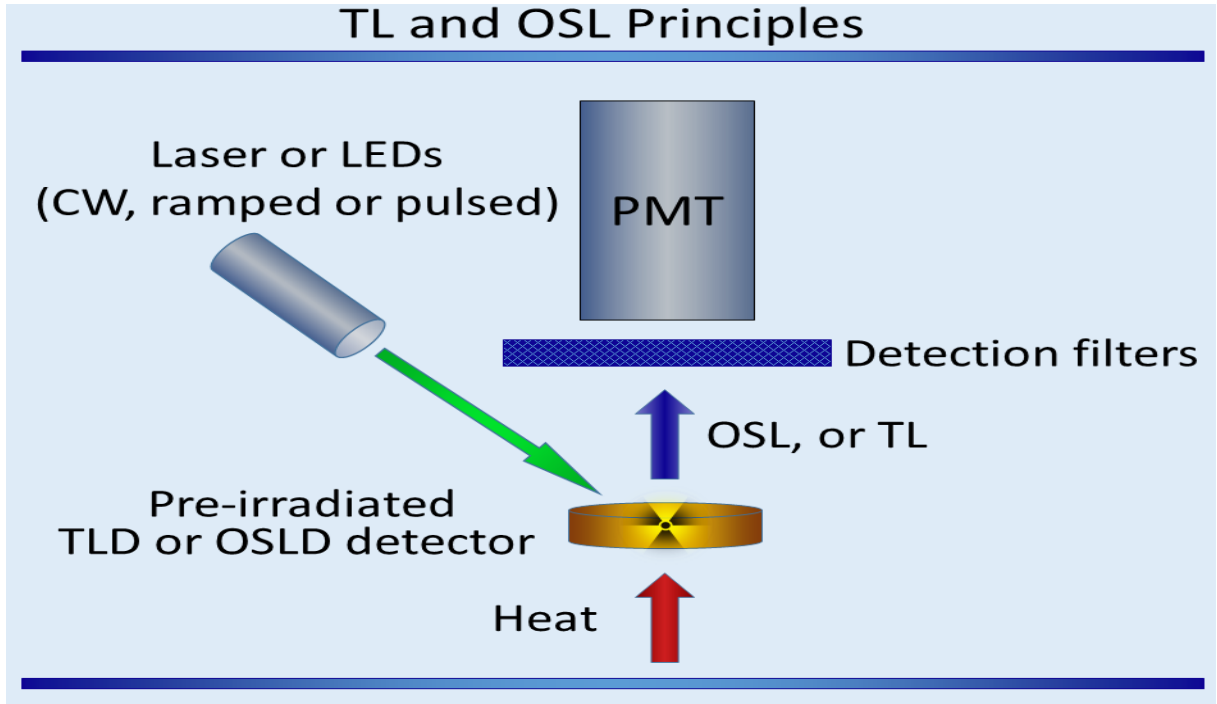 TL and OSL Principles
Laser or LEDs
(CW, ramped or pulsed)
PMT
Detection filters
OSL, or TL
Pre-irradiated
TLD or OSLD detector
Heat